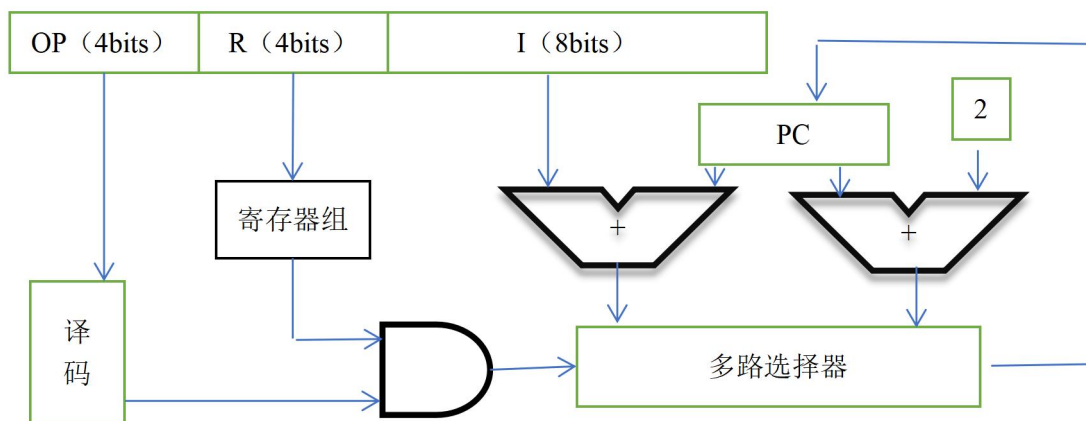 OP（4bits） R（4bits） I（8bits）
PC
2
寄存器组
+
+
译
码
多路选择器